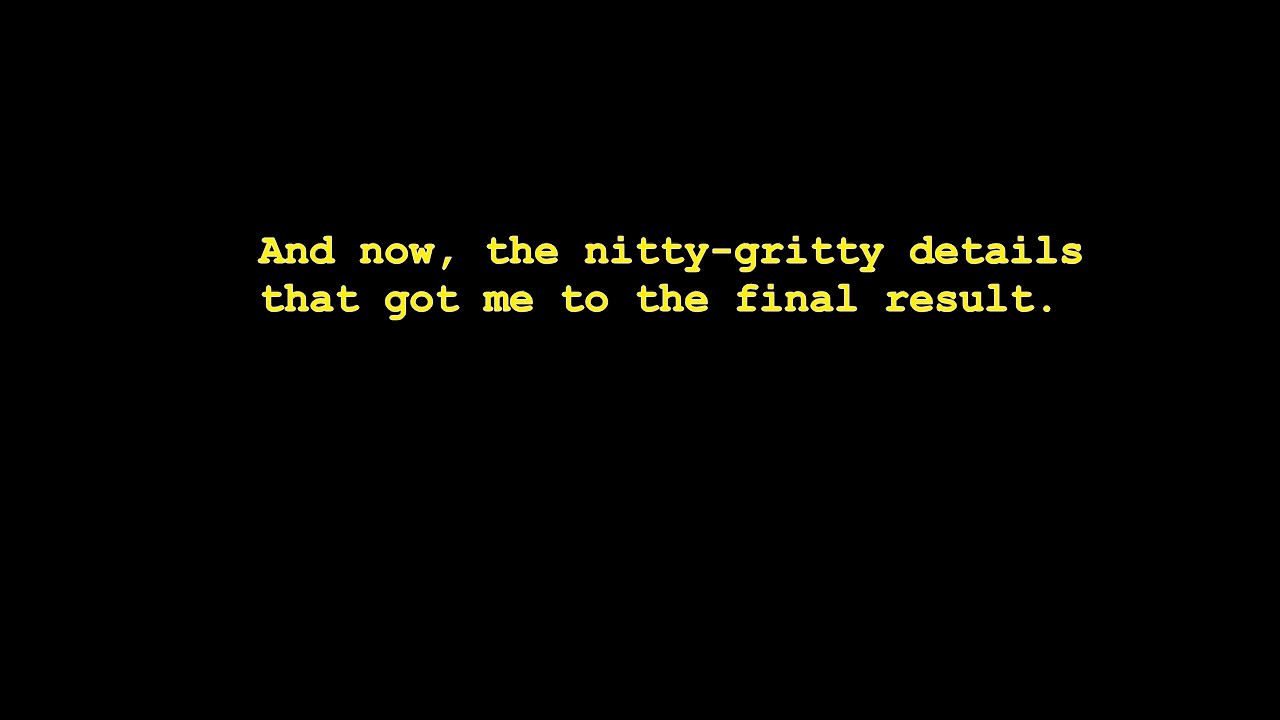 And now, the nitty-gritty details
that got me to the final result.